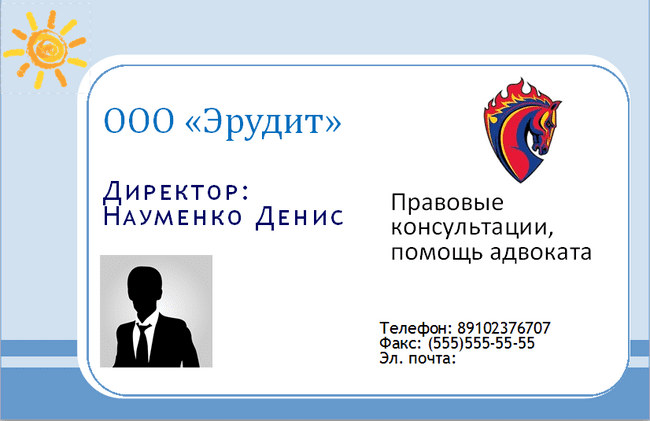 ООО «Эрудит»
Директор:
Науменко Денис
Правовые
консультации,
помощь адвоката
Телефон: 89102376707
Факс: (555)555-55-55
Эл. почта: